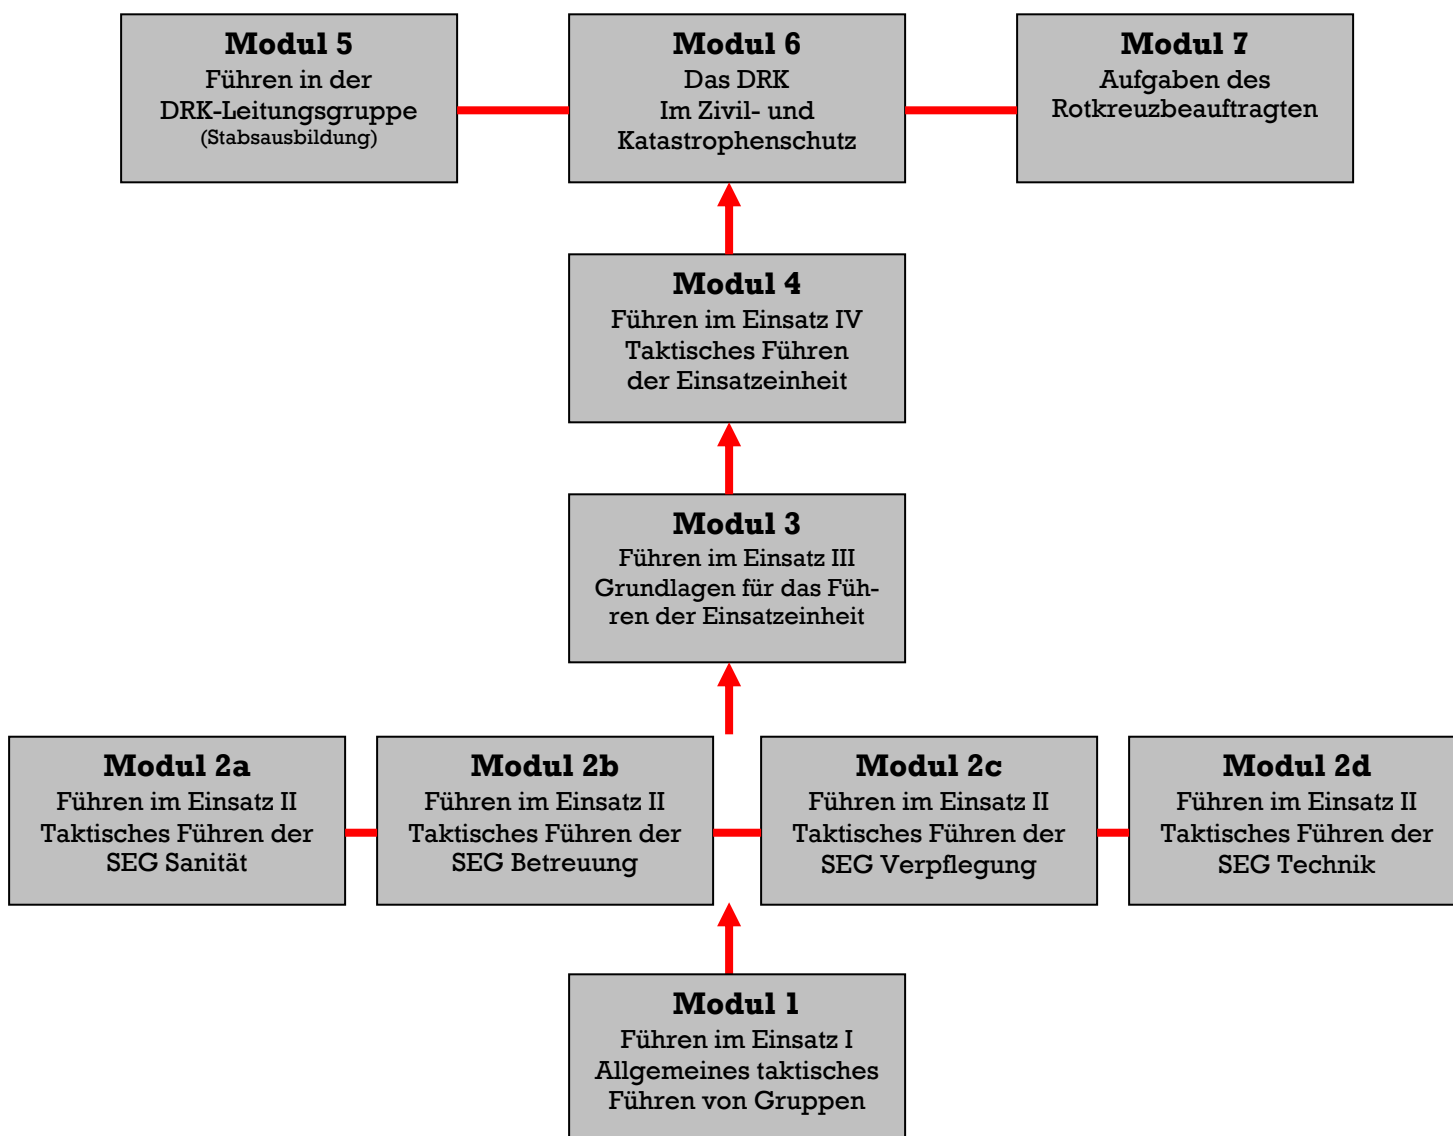 Modul 5
Führen in der
DRK-Leitungsgruppe
(Stabsausbildung)
Modul 6
Das DRK
Im Zivil- und
Katastrophenschutz
Modul 7
Aufgaben des
Rotkreuzbeauftragten
Modul 4
Führen im Einsatz IV
Taktisches Führen
der Einsatzeinheit
Modul 3
Führen im Einsatz III
Grundlagen für das Füh-
ren der Einsatzeinheit
Modul 2a
Führen im Einsatz II
Taktisches Führen der
SEG Sanität
Modul 2b
Führen im Einsatz II
Taktisches Führen der
SEG Betreuung
Modul 2c
Führen im Einsatz II
Taktisches Führen der
SEG Verpflegung
Modul 2d
Führen im Einsatz II
Taktisches Führen der
SEG Technik
Modul 1
Führen im Einsatz I
Allgemeines taktisches
Führen von Gruppen